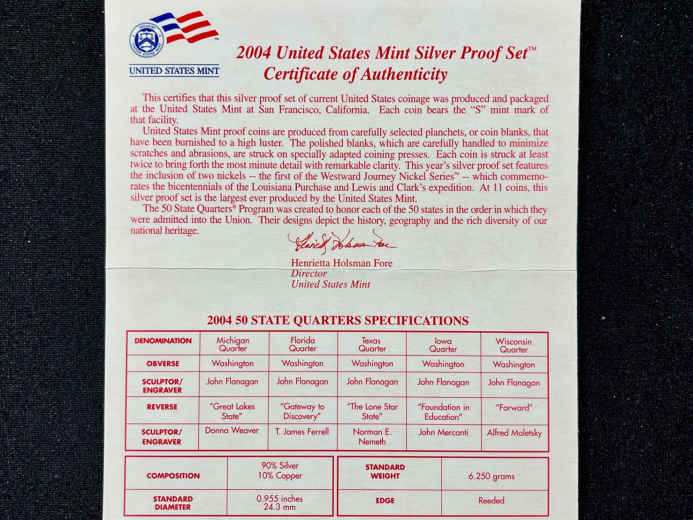 UNITED STATES MINT
2004 United States Mint Silver Proof Set™
Certificate of Authenticity
This certifies that this silver proof set of current United States coinage was produced and packaged
at the United States Mint at San Francisco, California. Each coin bears the "S" mint mark of
that facility.
United States Mint proof coins are produced from carefully selected planchets, or coin blanks, that
have been burnished to a high luster. The polished blanks, which are carefully handled to minimize
scratches and abrasions, are struck on specially adapted coining presses. Each coin is struck at least
twice to bring forth the most minute detail with remarkable clarity. This year's silver proof set features
the inclusion of two nickels -- the first of the Westward Journey Nickel Series™ -- which commemo-
rates the bicentennials of the Louisiana Purchase and Lewis and Clark's expedition. At 11 coins, this
silver proof set is the largest ever produced by the United States Mint.
The 50 State Quarters® Program was created to honor each of the 50 states in the order in which they
were admitted into the Union. Their designs depict the history, geography and the rich diversity of our
national heritage.
Henrietta Holsman Fore
Henrietta Holsman Fore
Director
United States Mint
2004 50 STATE QUARTERS SPECIFICATIONS
DENOMINATION Michigan Quarter Florida Quarter Texas Quarter Iowa Quarter Wisconsin Quarter
OBVERSE Washington Washington Washington Washington Washington
SCULPTOR/ENGRAVER John Flanagan John Flanagan John Flanagan John Flanagan John Flanagan
REVERSE "Great Lakes State" "Gateway to Discovery" "The Lone Star State" "Foundation in Education" "Forward"
SCULPTOR/ENGRAVER Donna Weaver T. James Ferrell Norman E. Nemeth John Mercanti Alfred Maletsky
COMPOSITION 90% Silver 10% Copper STANDARD WEIGHT 6.250 grams
STANDARD DIAMETER 0.955 inches 24.3 mm EDGE Reeded